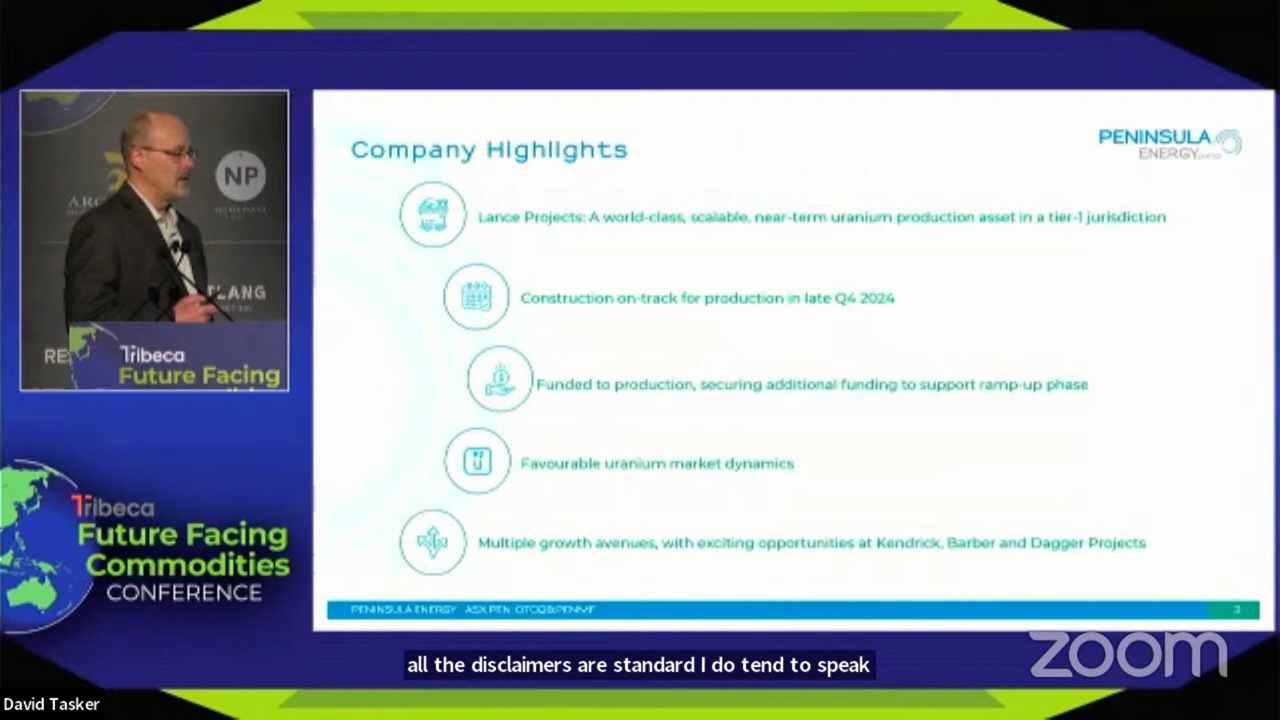 Company Highlights
PENINSULA
ENERGY LIMITED
Lance Projects: A world-class, scalable, near-term uranium production asset in a tier-1 jurisdiction
Construction on-track for production in late Q4 2024
Funded to production, securing additional funding to support ramp-up phase
Favourable uranium market dynamics
Multiple growth avenues, with exciting opportunities at Kendrick, Barber and Dagger Projects
PENINSULA ENERGY ASX:PEN; OTCQB:PENMF
3
NP
TLANG
RE
Tribeca
Future Facing
Tribeca
Future Facing
Commodities
CONFERENCE
all the disclaimers are standard I do tend to speak
zoom
David Tasker